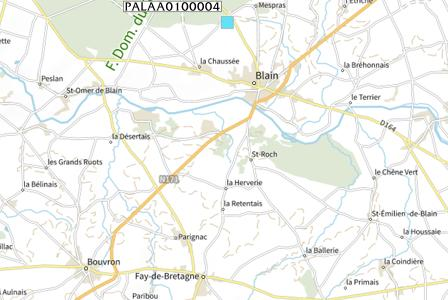 PALAA0100004
Mespras
l'Étriche
F. Dom. du
la Chaussée
Blain
la Bréhonnais
Peslan
St-Omer de Blain
le Terrier
D164
la Désertais
St-Roch
les Grands Ruots
N171
le Chêne Vert
la Bélinais
la Herverie
la Retentais
St-Émilien-de-Blain
la Houssaie
Parignac
la Ballerie
la Coindière
Bouvron
Fay-de-Bretagne
la Primais
Aulnais
Paribou